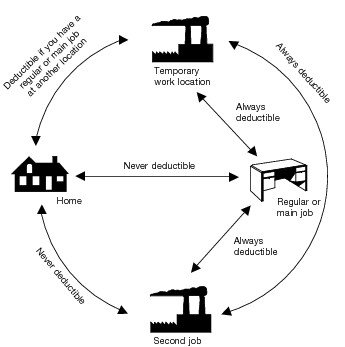 Deductible if you have a
regular or main job
at another location
Temporary
work location
Always deductible
Always
deductible
Never deductible
Home
Regular or
main job
Always
deductible
Never deductible
Second job